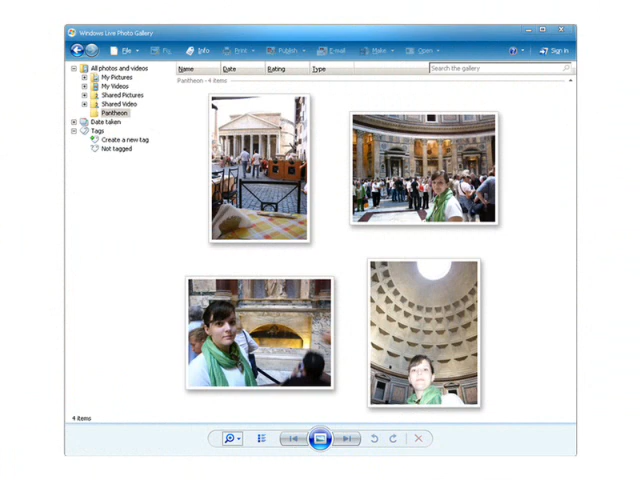 Windows Live Photo Gallery
File Fix Info Print Publish E-mail Make Open Sign in
All photos and videos
My Pictures
My Videos
Shared Pictures
Shared Video
Pantheon
Date taken
Tags
Create a new tag
Not tagged
Name Date Rating Type Search the gallery
Pantheon - 4 items
4 items